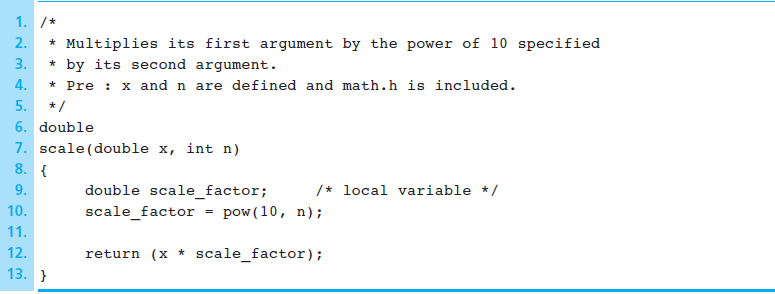 1. /*
2.  * Multiplies its first argument by the power of 10 specified
3.  * by its second argument.
4.  * Pre : x and n are defined and math.h is included.
5.  */
6. double
7. scale(double x, int n)
8. {
9.       double scale_factor;      /* local variable */
10.       scale_factor = pow(10, n);
11.
12.       return (x * scale_factor);
13. }